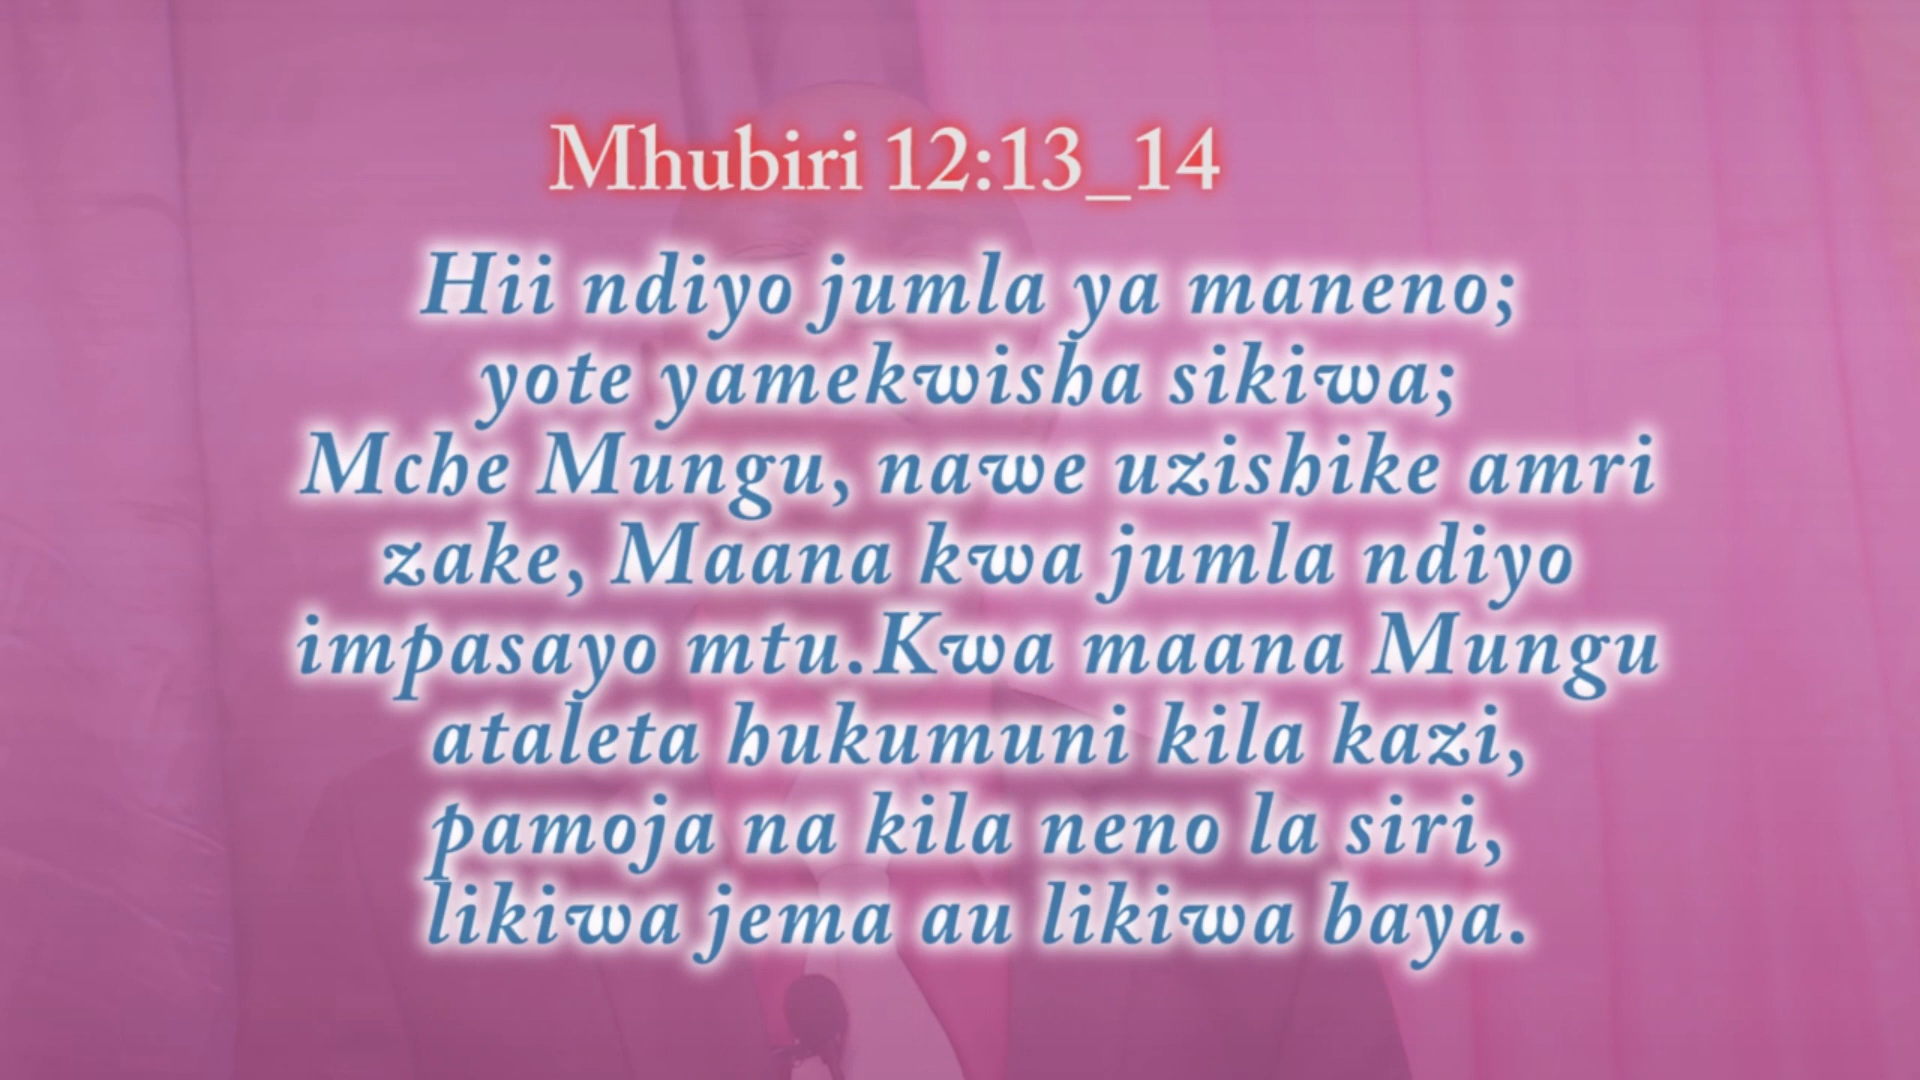 Mhubiri 12:13_14
Hii ndiyo jumla ya maneno;
yote yamekwisha sikiwa;
Mche Mungu, nawe uzishike amri
zake, Maana kwa jumla ndiyo
impasayo mtu.Kwa maana Mungu
ataleta hukumuni kila kazi,
pamoja na kila neno la siri,
likiwa jema au likiwa baya.